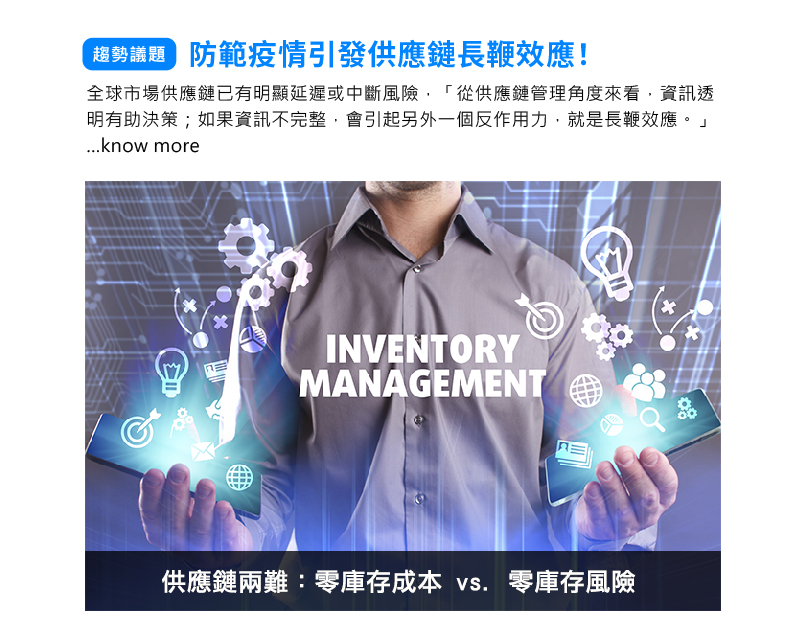 趨勢議題 防範疫情引發供應鏈長鞭效應!
全球市場供應鏈已有明顯延遲或中斷風險，「從供應鏈管理角度來看，資訊透
明有助決策；如果資訊不完整，會引起另外一個反作用力，就是長鞭效應。」
...know more
INVENTORY
MANAGEMENT
供應鏈兩難：零庫存成本 vs. 零庫存風險